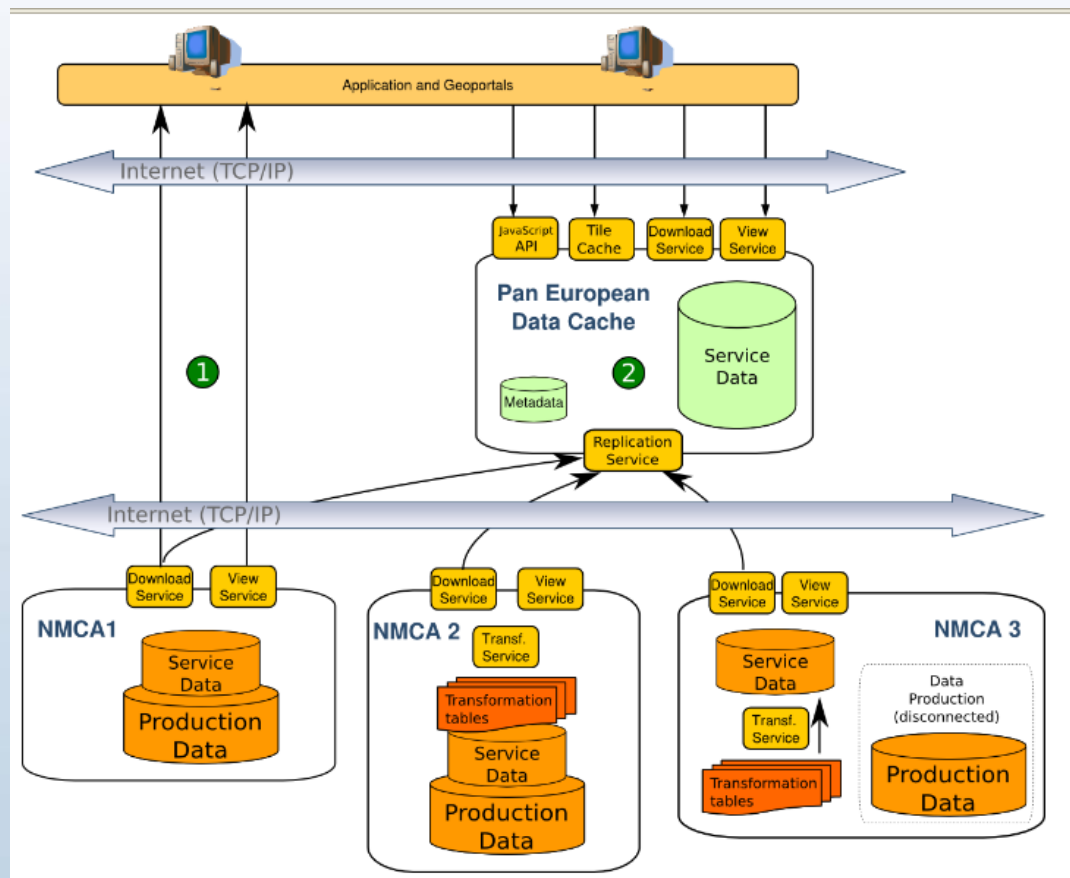 Application and Geoportals
Internet (TCP/IP)
JavaScript
API
Tile
Cache
Download
Service
View
Service
Pan European
Data Cache
1
2
Service
Data
Metadata
Replication
Service
Internet (TCP/IP)
Download
Service
View
Service
Download
Service
View
Service
Download
Service
View
Service
NMCA1
Service
Data
Production
Data
NMCA 2
Transf.
Service
Transformation
tables
Service
Data
Production
Data
NMCA 3
Service
Data
Transf.
Service
Transformation
tables
Data
Production
(disconnected)
Production
Data